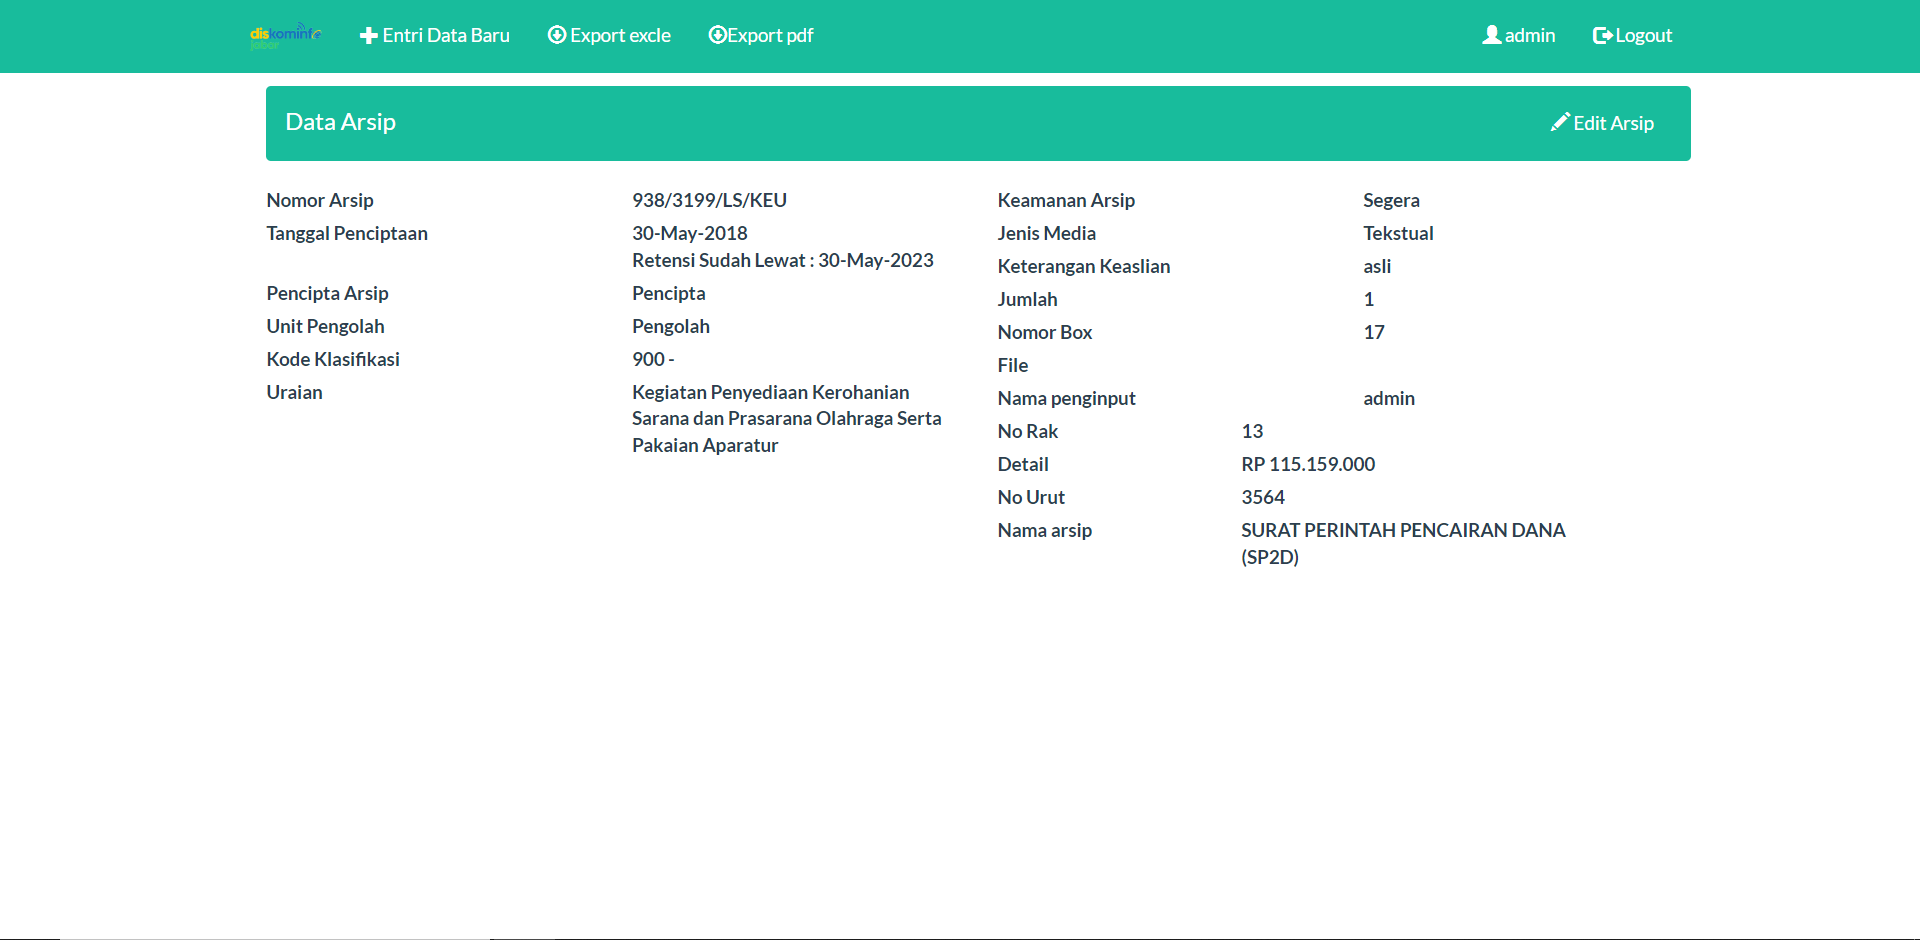 diskominfo
jabar
Entri Data Baru
Export excle
Export pdf
admin
Logout
Data Arsip
Edit Arsip
Nomor Arsip 938/3199/LS/KEU
Tanggal Penciptaan 30-May-2018
Retensi Sudah Lewat : 30-May-2023
Pencipta Arsip Pencipta
Unit Pengolah Pengolah
Kode Klasifikasi 900 -
Uraian Kegiatan Penyediaan Kerohanian
Sarana dan Prasarana Olahraga Serta
Pakaian Aparatur
Keamanan Arsip Segera
Jenis Media Tekstual
Keterangan Keaslian asli
Jumlah 1
Nomor Box 17
File
Nama penginput admin
No Rak 13
Detail RP 115.159.000
No Urut 3564
Nama arsip SURAT PERINTAH PENCAIRAN DANA
(SP2D)